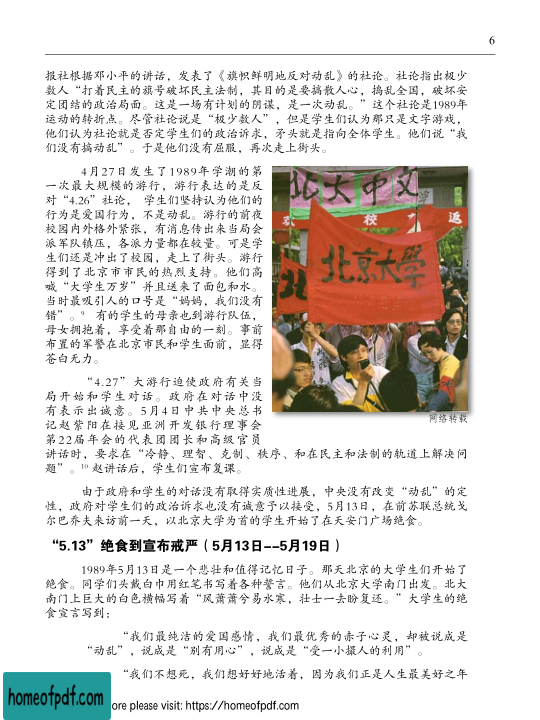 6
报社根据邓小平的讲话，发表了《旗帜鲜明地反对动乱》的社论。社论指出极少
数人“打着民主的旗号破坏民主法制，其目的是要搞散人心，搞乱全国，破坏安
定团结的政治局面。这是一场有计划的阴谋，是一次动乱。”这个社论是1989年
运动的转折点。尽管社论说是“极少数人”，但是学生们认为那只是文字游戏，
他们认为社论就是否定学生们的政治诉求，矛头就是指向全体学生。他们说“我
们没有搞动乱”。于是他们没有屈服，再次走上街头。
4月27日发生了1989年学潮的第
一次最大规模的游行，游行表达的是反
对“4.26”社论， 学生们坚持认为他们的
行为是爱国行为，不是动乱。游行的前夜
校园内外格外紧张，有消息传出来当局会
派军队镇压，各派力量都在较量。可是学
生们还是冲出了校园，走上了街头。游行
得到了北京市市民的热烈支持。他们高
喊“大学生万岁”并且送来了面包和水。
当时最吸引人的口号是“妈妈，我们没有
错”。9 有的学生的母亲也到游行队伍，
母女拥抱着，享受着那自由的一刻。事前
布置的军警在北京市民和学生面前，显得
苍白无力。
北大中文
校 返
北
北京大學
网络转载
“4.27”大游行迫使政府有关当
局开始和学生对话。政府在对话中没
有表示出诚意。5月4日中共中央总书
记赵紫阳在接见亚洲开发银行理事会
第22届年会的代表团团长和高级官员
讲话时，要求在“冷静、理智、克制、秩序、和在民主和法制的轨道上解决问
题”。10 赵讲话后，学生们宣布复课。
由于政府和学生的对话没有取得实质性进展，中央没有改变“动乱”的定
性，政府对学生们的政治诉求也没有诚意予以接受，5月13日，在前苏联总统戈
尔巴乔夫来访前一天，以北京大学为首的学生开始了在天安门广场绝食。
“5.13”绝食到宣布戒严（5月13日--5月19日）
1989年5月13日是一个悲壮和值得记忆日子。那天北京的大学生们开始了
绝食。同学们头戴白巾用红笔书写着各种誓言。他们从北京大学南门出发。北大
南门上巨大的白色横幅写着“风萧萧兮易水寒，壮士一去盼复还。”大学生的绝
食宣言写到：
“我们最纯洁的爱国感情，我们最优秀的赤子心灵，却被说成是
“动乱”，说成是“别有用心”，说成是“受一小撮人的利用”。
“我们不想死，我们想好好地活着，因为我们正是人生最美好之年
homeofpdf.com
ore please visit: https://homeofpdf.com